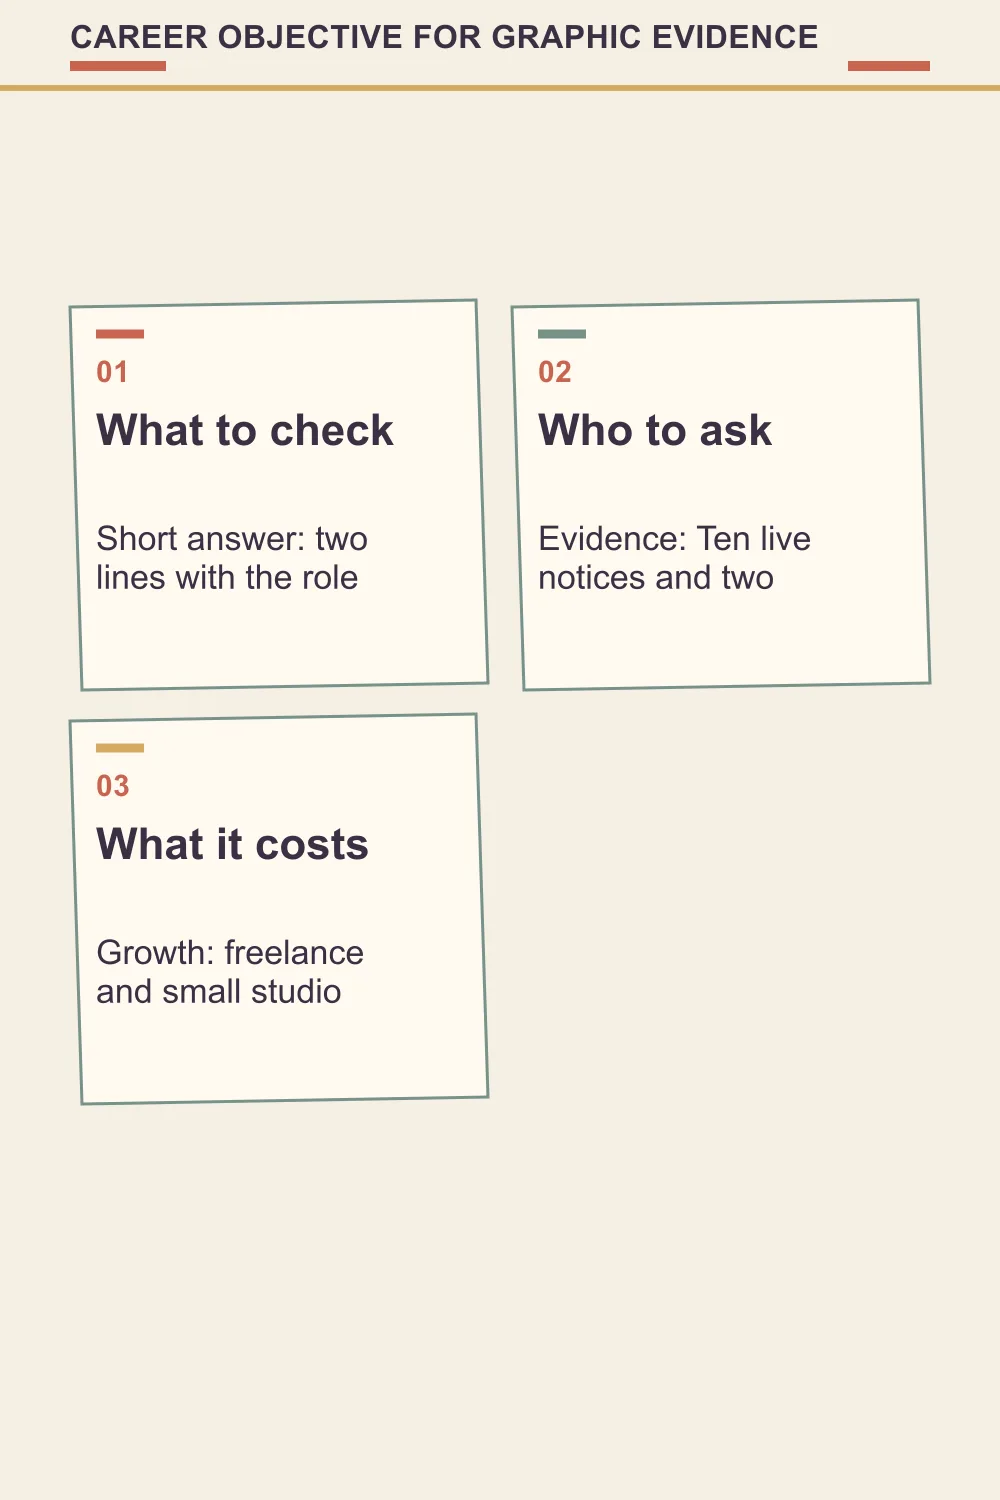 CAREER OBJECTIVE FOR GRAPHIC EVIDENCE
01
What to check
Short answer: two
lines with the role
02
Who to ask
Evidence: Ten live
notices and two
03
What it costs
Growth: freelance
and small studio